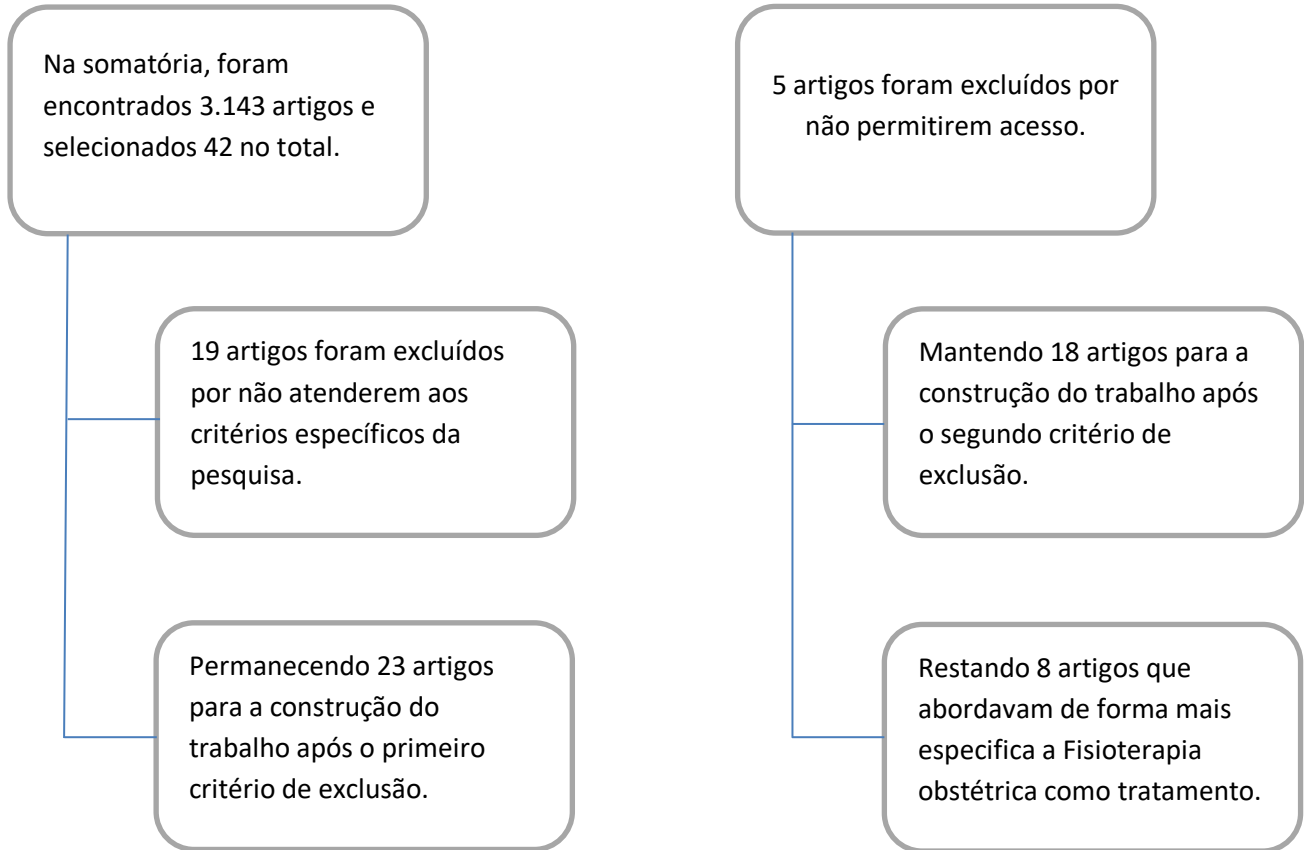 Na somatória, foram
encontrados 3.143 artigos e
selecionados 42 no total.
19 artigos foram excluídos
por não atenderem aos
critérios específicos da
pesquisa.
Permanecendo 23 artigos
para a construção do
trabalho após o primeiro
critério de exclusão.
5 artigos foram excluídos por
não permitirem acesso.
Mantendo 18 artigos para a
construção do trabalho após
o segundo critério de
exclusão.
Restando 8 artigos que
abordavam de forma mais
especifica a Fisioterapia
obstétrica como tratamento.